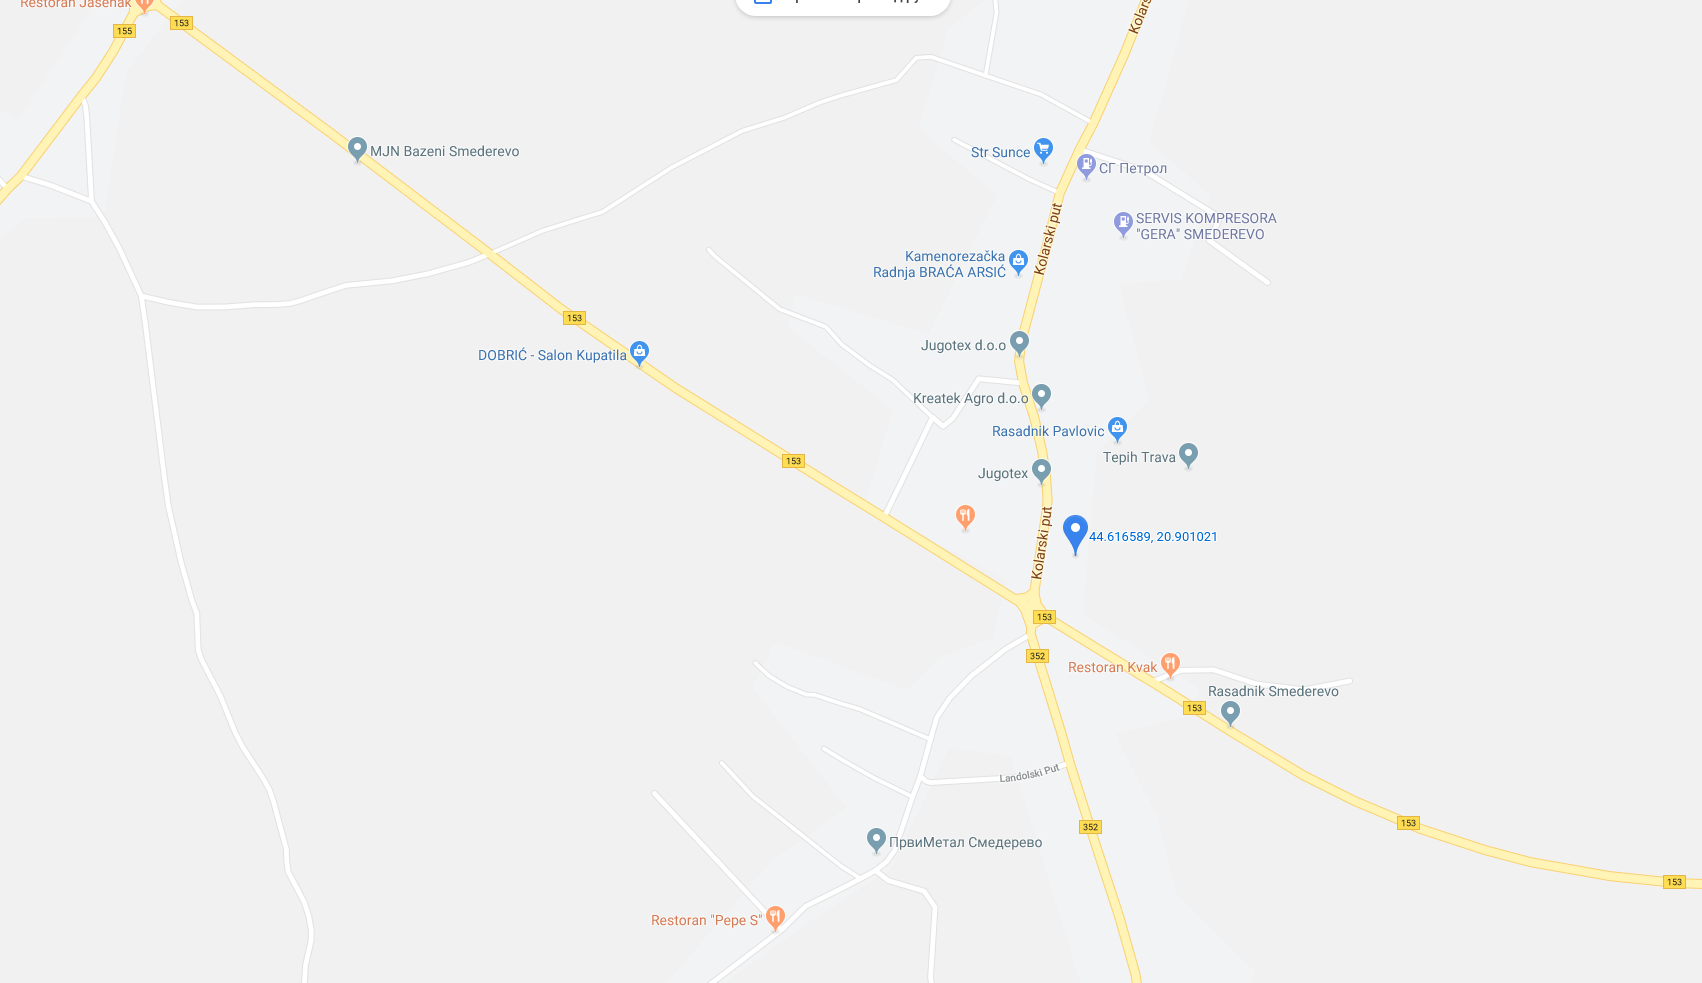 Restoran Jasenak
153
155
Kolarski
MJN Bazeni Smederevo
Str Sunce
СГ Петрол
SERVIS KOMPRESORA
"GERA" SMEDEREVO
Kolarski put
Kamenorezačka
Radnja BRAĆA ARSIĆ
153
Jugotex d.o.o
DOBRIĆ - Salon Kupatila
Kreatek Agro d.o.o
Rasadnik Pavlovic
Tepih Trava
153
Jugotex
Kolarski put
44.616589, 20.901021
153
352
Restoran Kvak
Rasadnik Smederevo
153
Landolski Put
153
352
ПрвиМетал Смедерево
153
Restoran "Pepe S"